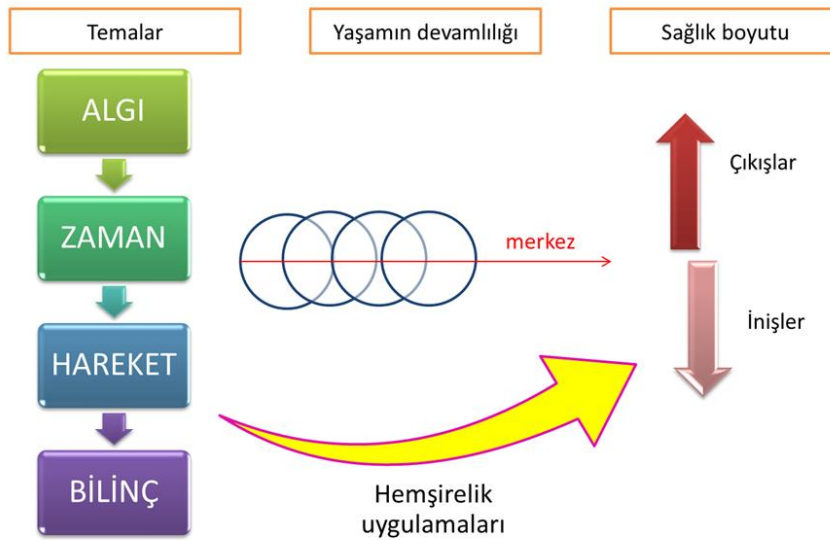 Temalar
Yaşamın devamlılığı
Sağlık boyutu
ALGI
ZAMAN
HAREKET
BİLİNÇ
merkez
Çıkışlar
İnişler
Hemşirelik
uygulamaları